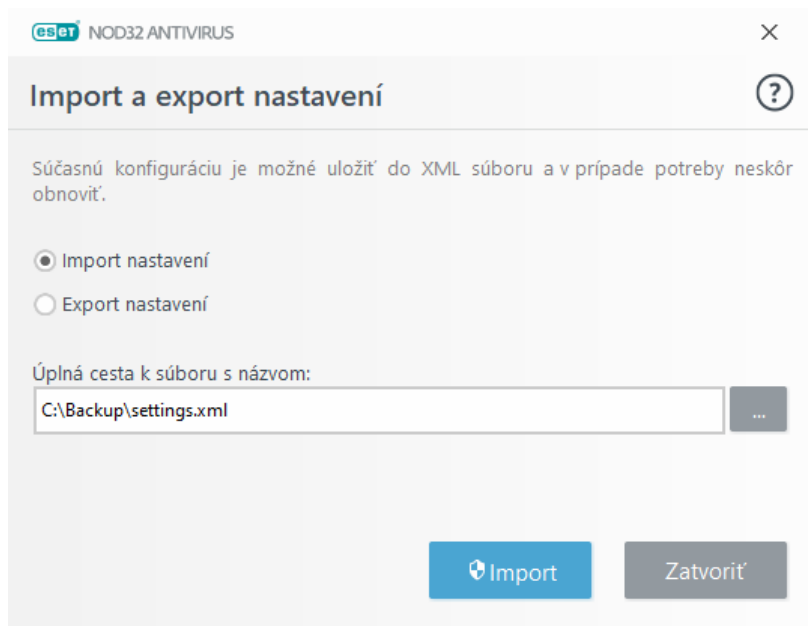 eseT NOD32 ANTIVIRUS
Import a export nastavení
?
Súčasnú konfiguráciu je možné uložiť do XML súboru a v prípade potreby neskôr
obnoviť.
Import nastavení
Export nastavení
Úplná cesta k súboru s názvom:
C:\Backup\settings.xml
...
Import
Zatvoriť